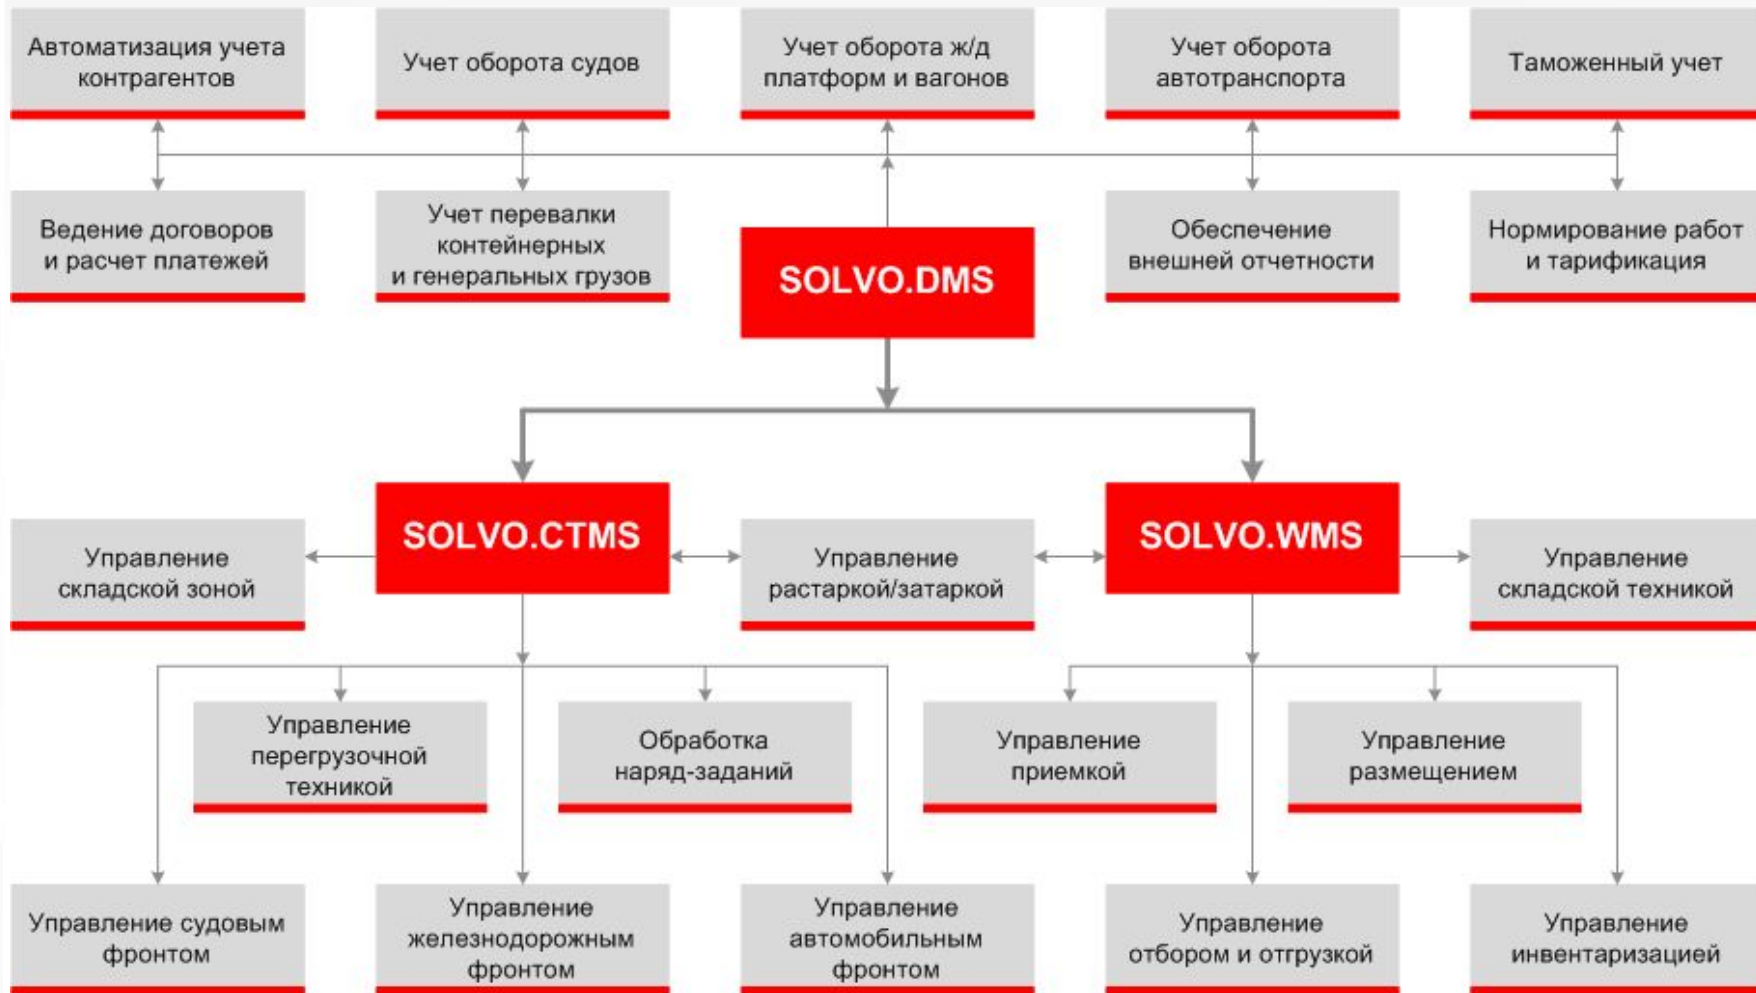 Автоматизация учета
контрагентов
Учет оборота судов
Учет оборота ж/д
платформ и вагонов
Учет оборота
автотранспорта
Таможенный учет
Ведение договоров
и расчет платежей
Учет перевалки
контейнерных
и генеральных грузов
SOLVO.DMS
Обеспечение
внешней отчетности
Нормирование работ
и тарификация
Управление
складской зоной
SOLVO.CTMS
Управление
растаркой/затаркой
SOLVO.WMS
Управление
складской техникой
Управление
перегрузочной
техникой
Обработка
наряд-заданий
Управление
приемкой
Управление
размещением
Управление судовым
фронтом
Управление
железнодорожным
фронтом
Управление
автомобильным
фронтом
Управление
отбором и отгрузкой
Управление
инвентаризацией